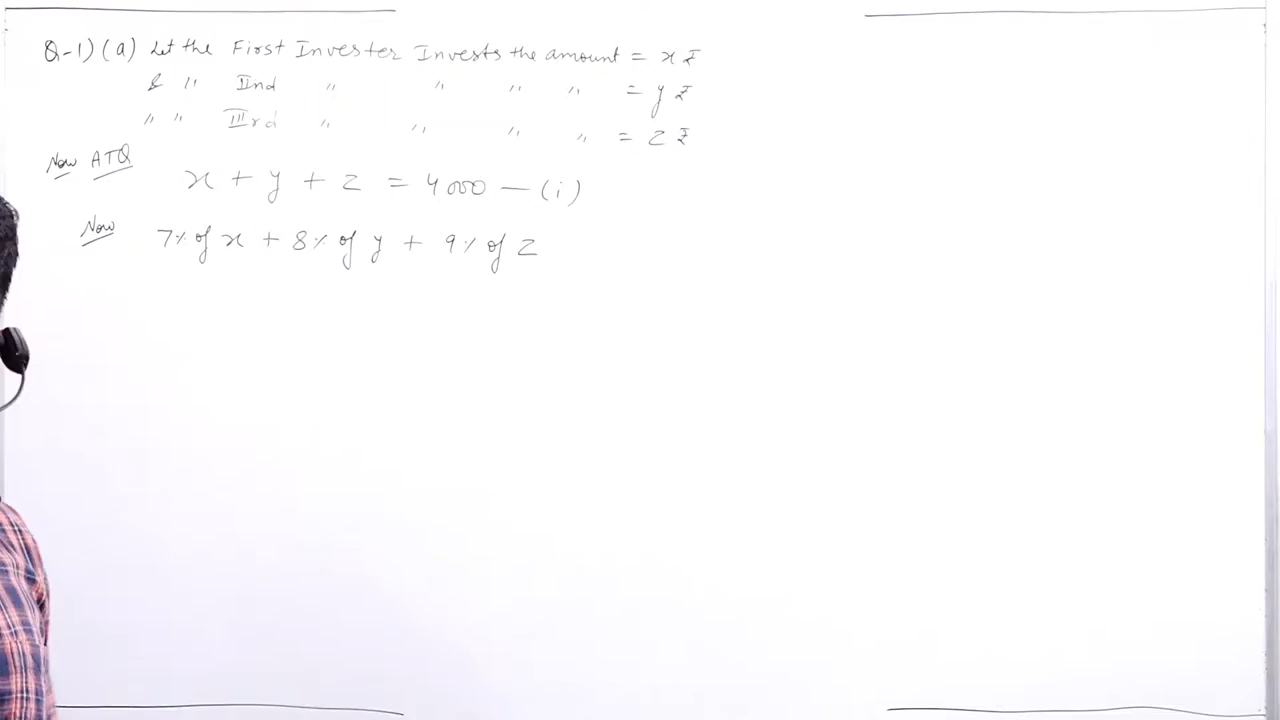 Q-1) (a) Let the First Invester Invests the amount = x ₹
& " IInd " " " " = y ₹
" " IIIrd " " " " = z ₹
Now ATQ
x + y + z = 4000 — (i)
Now 7% of x + 8% of y + 9% of z